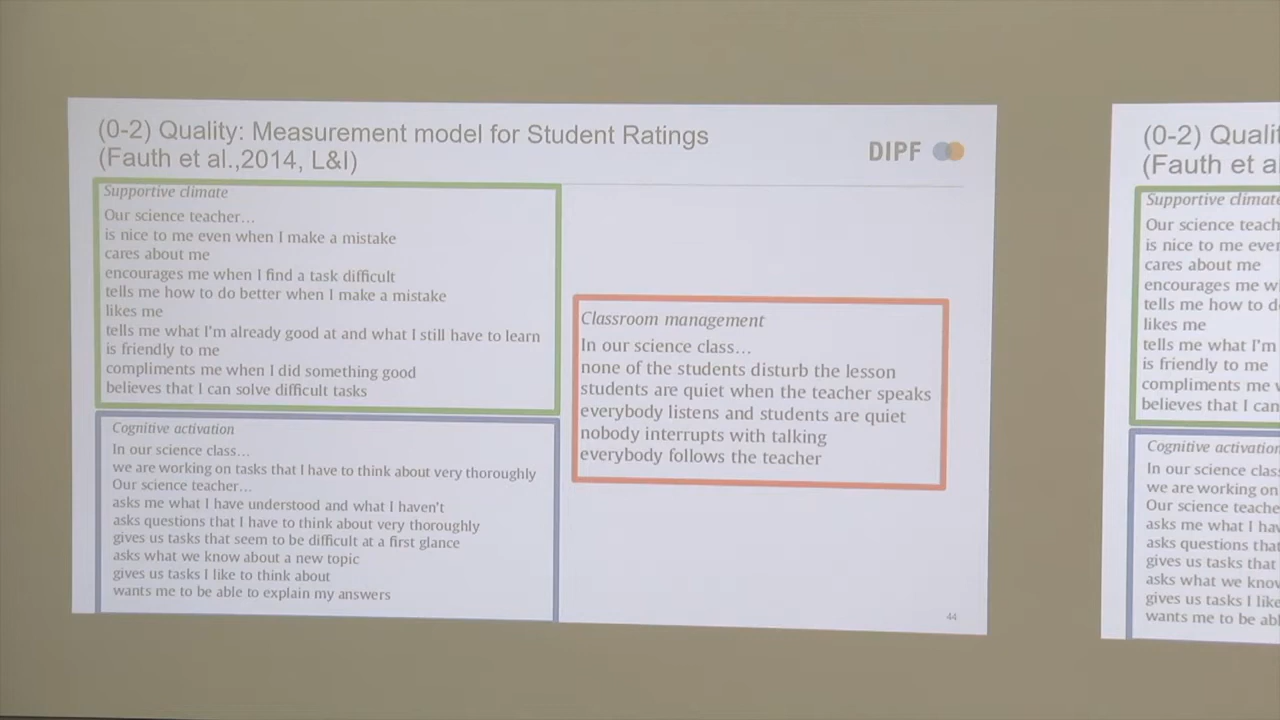 (0-2) Quality: Measurement model for Student Ratings
(Fauth et al.,2014, L&I)
DIPF
Supportive climate
Our science teacher...
is nice to me even when I make a mistake
cares about me
encourages me when I find a task difficult
tells me how to do better when I make a mistake
likes me
tells me what I'm already good at and what I still have to learn
is friendly to me
compliments me when I did something good
believes that I can solve difficult tasks
Cognitive activation
In our science class...
we are working on tasks that I have to think about very thoroughly
Our science teacher...
asks me what I have understood and what I haven't
asks questions that I have to think about very thoroughly
gives us tasks that seem to be difficult at a first glance
asks what we know about a new topic
gives us tasks I like to think about
wants me to be able to explain my answers
Classroom management
In our science class...
none of the students disturb the lesson
students are quiet when the teacher speaks
everybody listens and students are quiet
nobody interrupts with talking
everybody follows the teacher
44
(0-2)
(Fauth et
Supportive climate
Our science
is nice to me
cares about me
encourages me
tells me how to
likes me
tells me what I'm
is friendly to me
compliments me
believes that I can
Cognitive activation
In our science
we are working on
Our science
asks me what I
asks questions that
gives us tasks that
asks what we
gives us tasks I
wants me to be